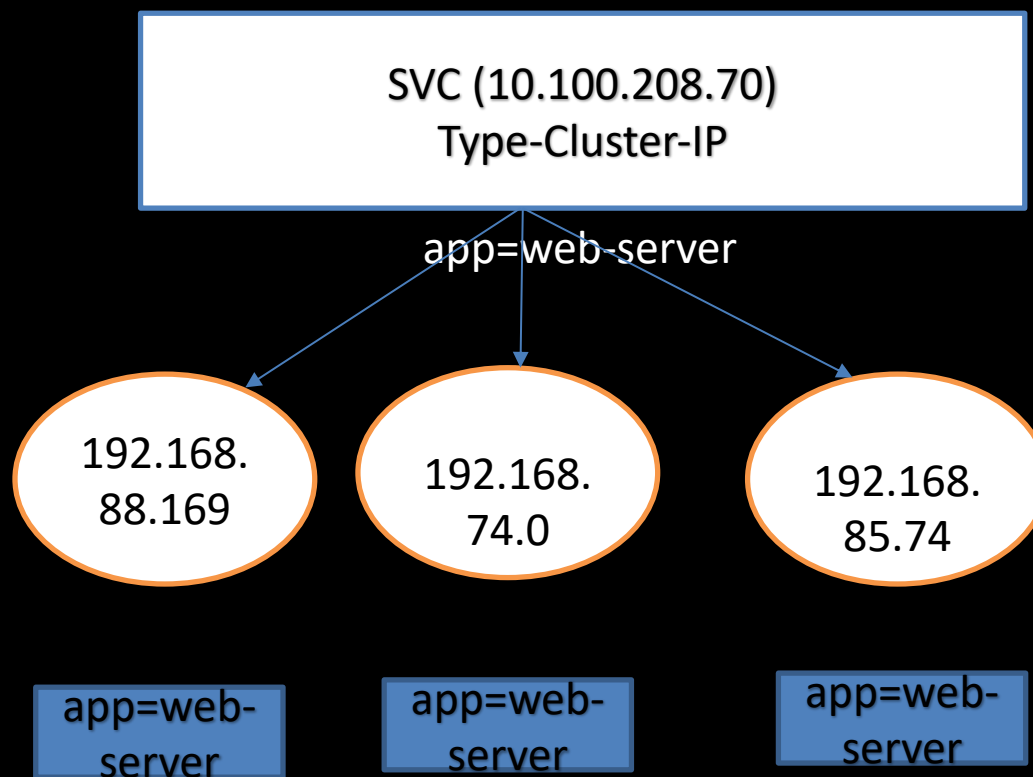 SVC (10.100.208.70)
Type-Cluster-IP
app=web-server
192.168.
88.169
192.168.
74.0
192.168.
85.74
app=web-
server
app=web-
server
app=web-
server